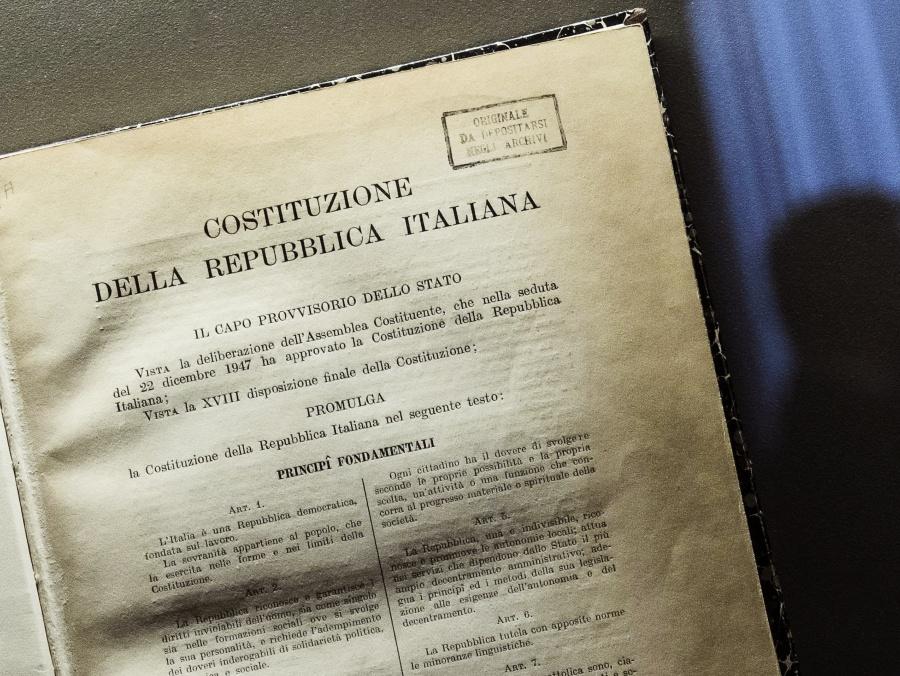 ORIGINALE
DA DEPOSITARSI
NEGLI ARCHIVI
COSTITUZIONE
DELLA REPUBBLICA ITALIANA
IL CAPO PROVVISORIO DELLO STATO
VISTA la deliberazione dell'Assemblea Costituente, che nella seduta
del 22 dicembre 1947 ha approvato la Costituzione della Repubblica
Italiana;
VISTA la XVIII disposizione finale della Costituzione;
PROMULGA
la Costituzione della Repubblica Italiana nel seguente testo:
PRINCIPÎ FONDAMENTALI
ART. 1.
L'Italia è una Repubblica democratica,
fondata sul lavoro.
La sovranità appartiene al popolo, che
la esercita nelle forme e nei limiti della
Costituzione.
ART. 2.
La Repubblica riconosce e garantisce i
diritti inviolabili dell'uomo, sia come singolo
sia nelle formazioni sociali ove si svolge
la sua personalità, e richiede l'adempimento
dei doveri inderogabili di solidarietà politica,
e sociale.
Ogni cittadino ha il dovere di svolgere
secondo le proprie possibilità e la propria
scelta, un'attività o una funzione che con-
corra al progresso materiale o spirituale della
società.
ART. 5.
La Repubblica, una e indivisibile, rico-
nosce e promuove le autonomie locali; attua
nei servizi che dipendono dallo Stato il più
ampio decentramento amministrativo; ade-
gua i principî ed i metodi della sua legisla-
zione alle esigenze dell'autonomia e del
decentramento.
ART. 6.
La Repubblica tutela con apposite norme
le minoranze linguistiche.
ART. 7.
cattolica sono, cia-